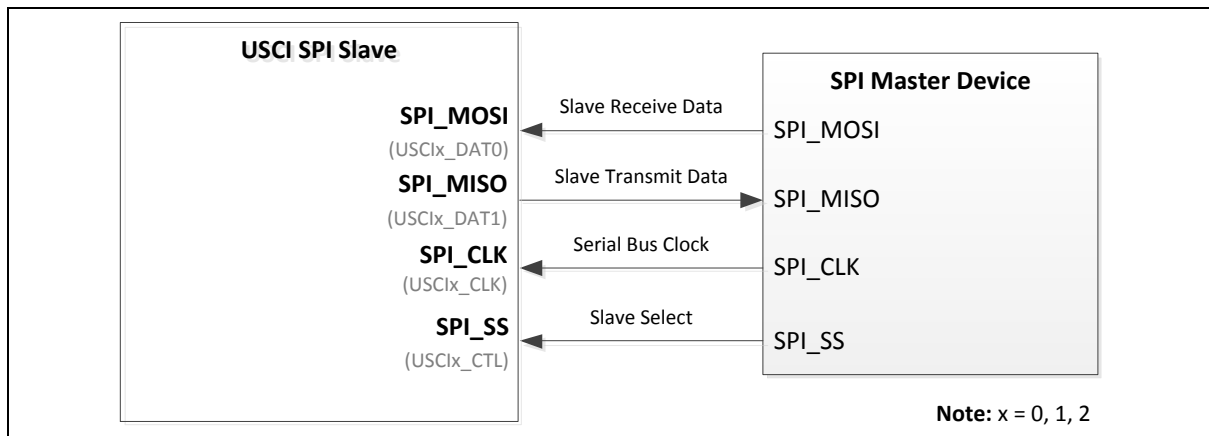 USCI SPI Slave
SPI_MOSI
(USCIx_DAT0)
SPI_MISO
(USCIx_DAT1)
SPI_CLK
(USCIx_CLK)
SPI_SS
(USCIx_CTL)
Slave Receive Data
Slave Transmit Data
Serial Bus Clock
Slave Select
SPI Master Device
SPI_MOSI
SPI_MISO
SPI_CLK
SPI_SS
Note: x = 0, 1, 2